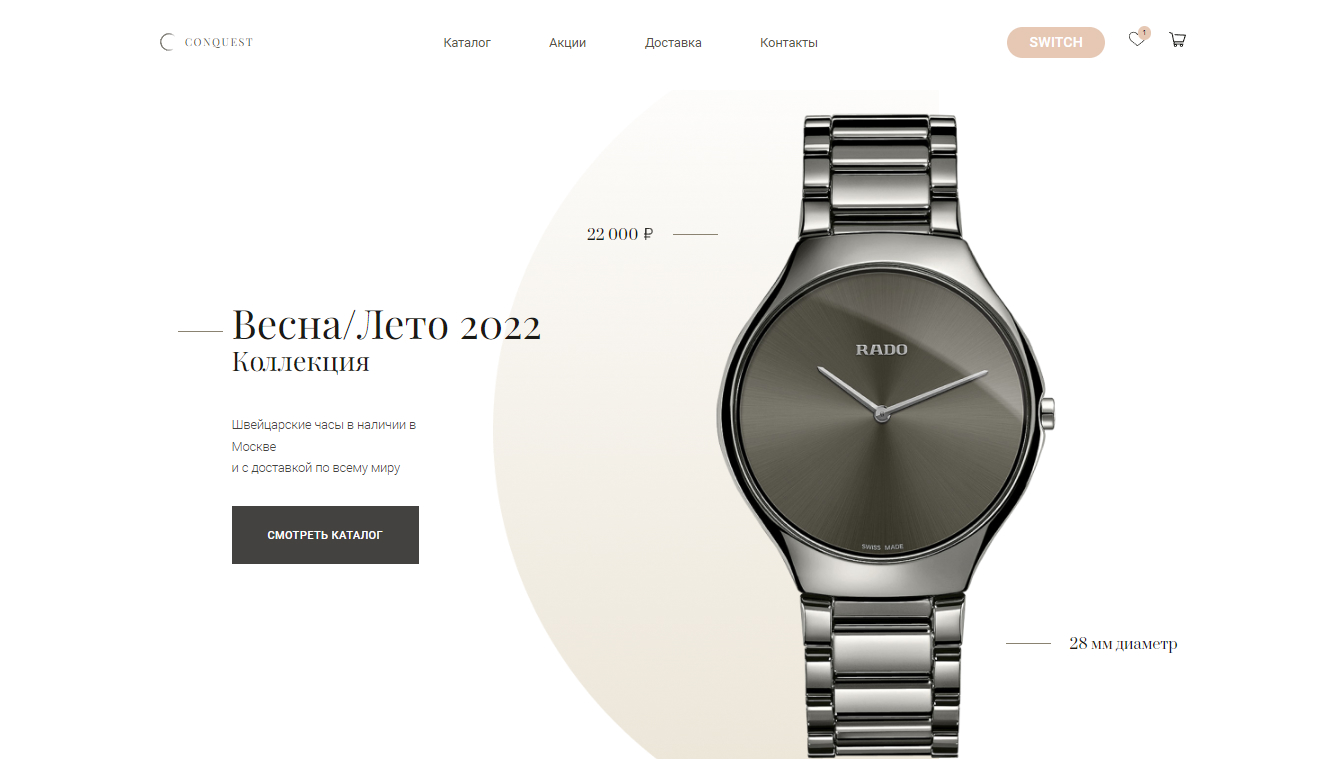 CONQUEST
Каталог
Акции
Доставка
Контакты
SWITCH
1
22 000 ₽
RADO
Весна/Лето 2022
Коллекция
Швейцарские часы в наличии в
Москве
и с доставкой по всему миру
СМОТРЕТЬ КАТАЛОГ
SWISS MADE
28 мм диаметр